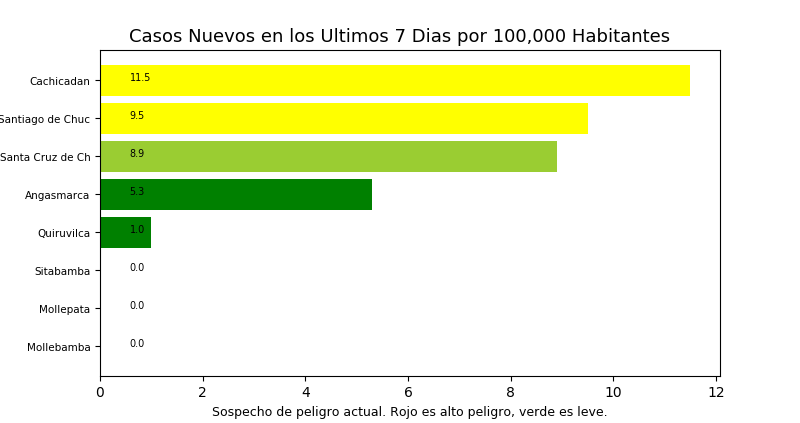 Casos Nuevos en los Ultimos 7 Dias por 100,000 Habitantes
Cachicadan 11.5
Santiago de Chuc 9.5
Santa Cruz de Ch 8.9
Angasmarca 5.3
Quiruvilca 1.0
Sitabamba 0.0
Mollepata 0.0
Mollebamba 0.0
0 2 4 6 8 10 12
Sospecho de peligro actual. Rojo es alto peligro, verde es leve.